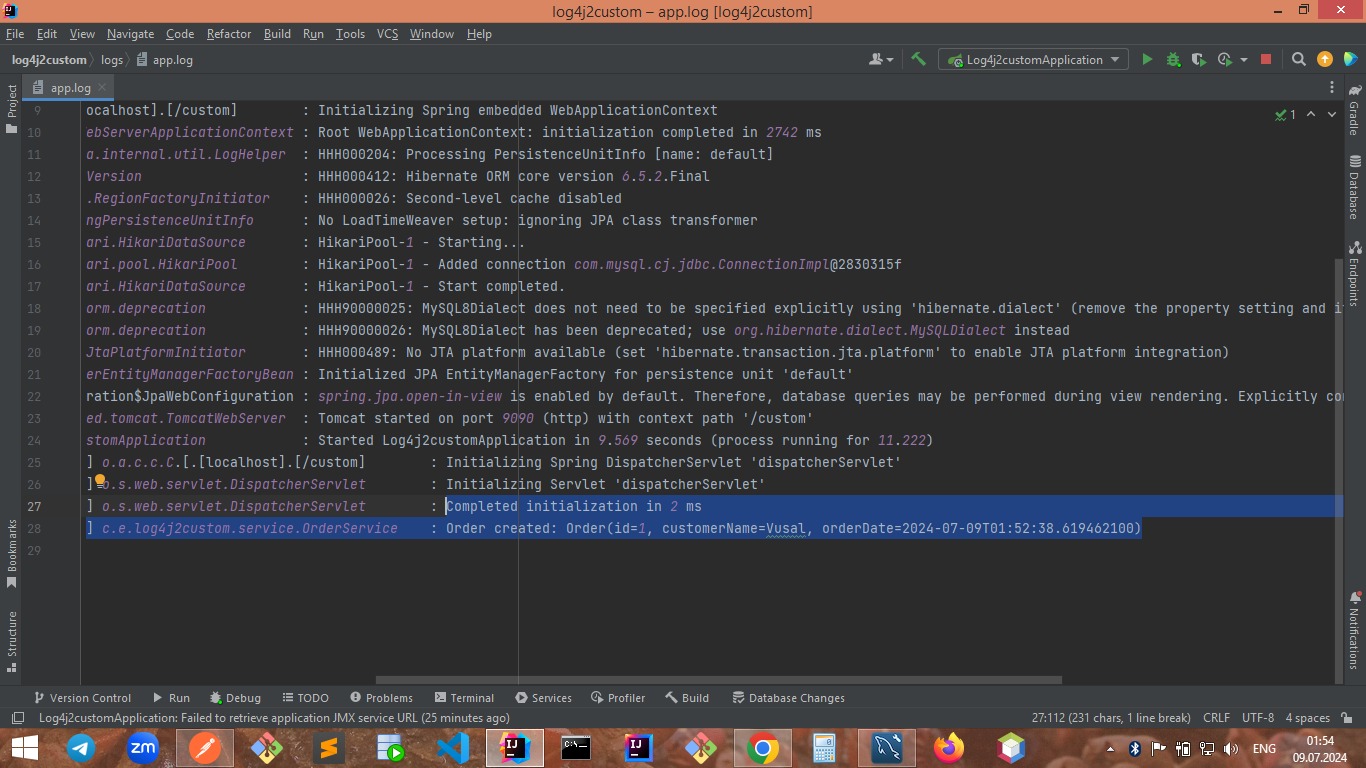 log4j2custom – app.log [log4j2custom]
File Edit View Navigate Code Refactor Build Run Tools VCS Window Help
log4j2custom logs app.log
Log4j2customApplication
app.log
1
9 ocalhost].[/custom] : Initializing Spring embedded WebApplicationContext
10 ebServerApplicationContext : Root WebApplicationContext: initialization completed in 2742 ms
11 a.internal.util.LogHelper : HHH000204: Processing PersistenceUnitInfo [name: default]
12 Version : HHH000412: Hibernate ORM core version 6.5.2.Final
13 .RegionFactoryInitiator : HHH000026: Second-level cache disabled
14 ngPersistenceUnitInfo : No LoadTimeWeaver setup: ignoring JPA class transformer
15 ari.HikariDataSource : HikariPool-1 - Starting...
16 ari.pool.HikariPool : HikariPool-1 - Added connection com.mysql.cj.jdbc.ConnectionImpl@2830315f
17 ari.HikariDataSource : HikariPool-1 - Start completed.
18 orm.deprecation : HHH90000025: MySQL8Dialect does not need to be specified explicitly using 'hibernate.dialect' (remove the property setting and i
19 orm.deprecation : HHH90000026: MySQL8Dialect has been deprecated; use org.hibernate.dialect.MySQLDialect instead
20 JtaPlatformInitiator : HHH000489: No JTA platform available (set 'hibernate.transaction.jta.platform' to enable JTA platform integration)
21 erEntityManagerFactoryBean : Initialized JPA EntityManagerFactory for persistence unit 'default'
22 ration$JpaWebConfiguration : spring.jpa.open-in-view is enabled by default. Therefore, database queries may be performed during view rendering. Explicitly co
23 ed.tomcat.TomcatWebServer : Tomcat started on port 9090 (http) with context path '/custom'
24 stomApplication : Started Log4j2customApplication in 9.569 seconds (process running for 11.222)
25 ] o.a.c.c.C.[.[localhost].[/custom] : Initializing Spring DispatcherServlet 'dispatcherServlet'
26 ] o.s.web.servlet.DispatcherServlet : Initializing Servlet 'dispatcherServlet'
27 ] o.s.web.servlet.DispatcherServlet : Completed initialization in 2 ms
28 ] c.e.log4j2custom.service.OrderService : Order created: Order(id=1, customerName=Vusal, orderDate=2024-07-09T01:52:38.619462100)
29
Project
Bookmarks
Structure
Gradle
Database
Endpoints
Notifications
Version Control Run Debug TODO Problems Terminal Services Profiler Build Database Changes
Log4j2customApplication: Failed to retrieve application JMX service URL (25 minutes ago) 27:112 (231 chars, 1 line break) CRLF UTF-8 4 spaces
zm
ENG
01:54
09.07.2024